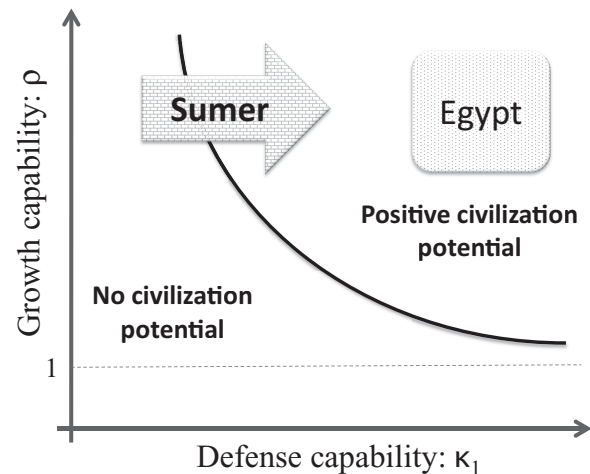 Growth capability: ρ
Sumer
Egypt
Positive civilization
potential
No civilization
potential
1
Defense capability: κ₁